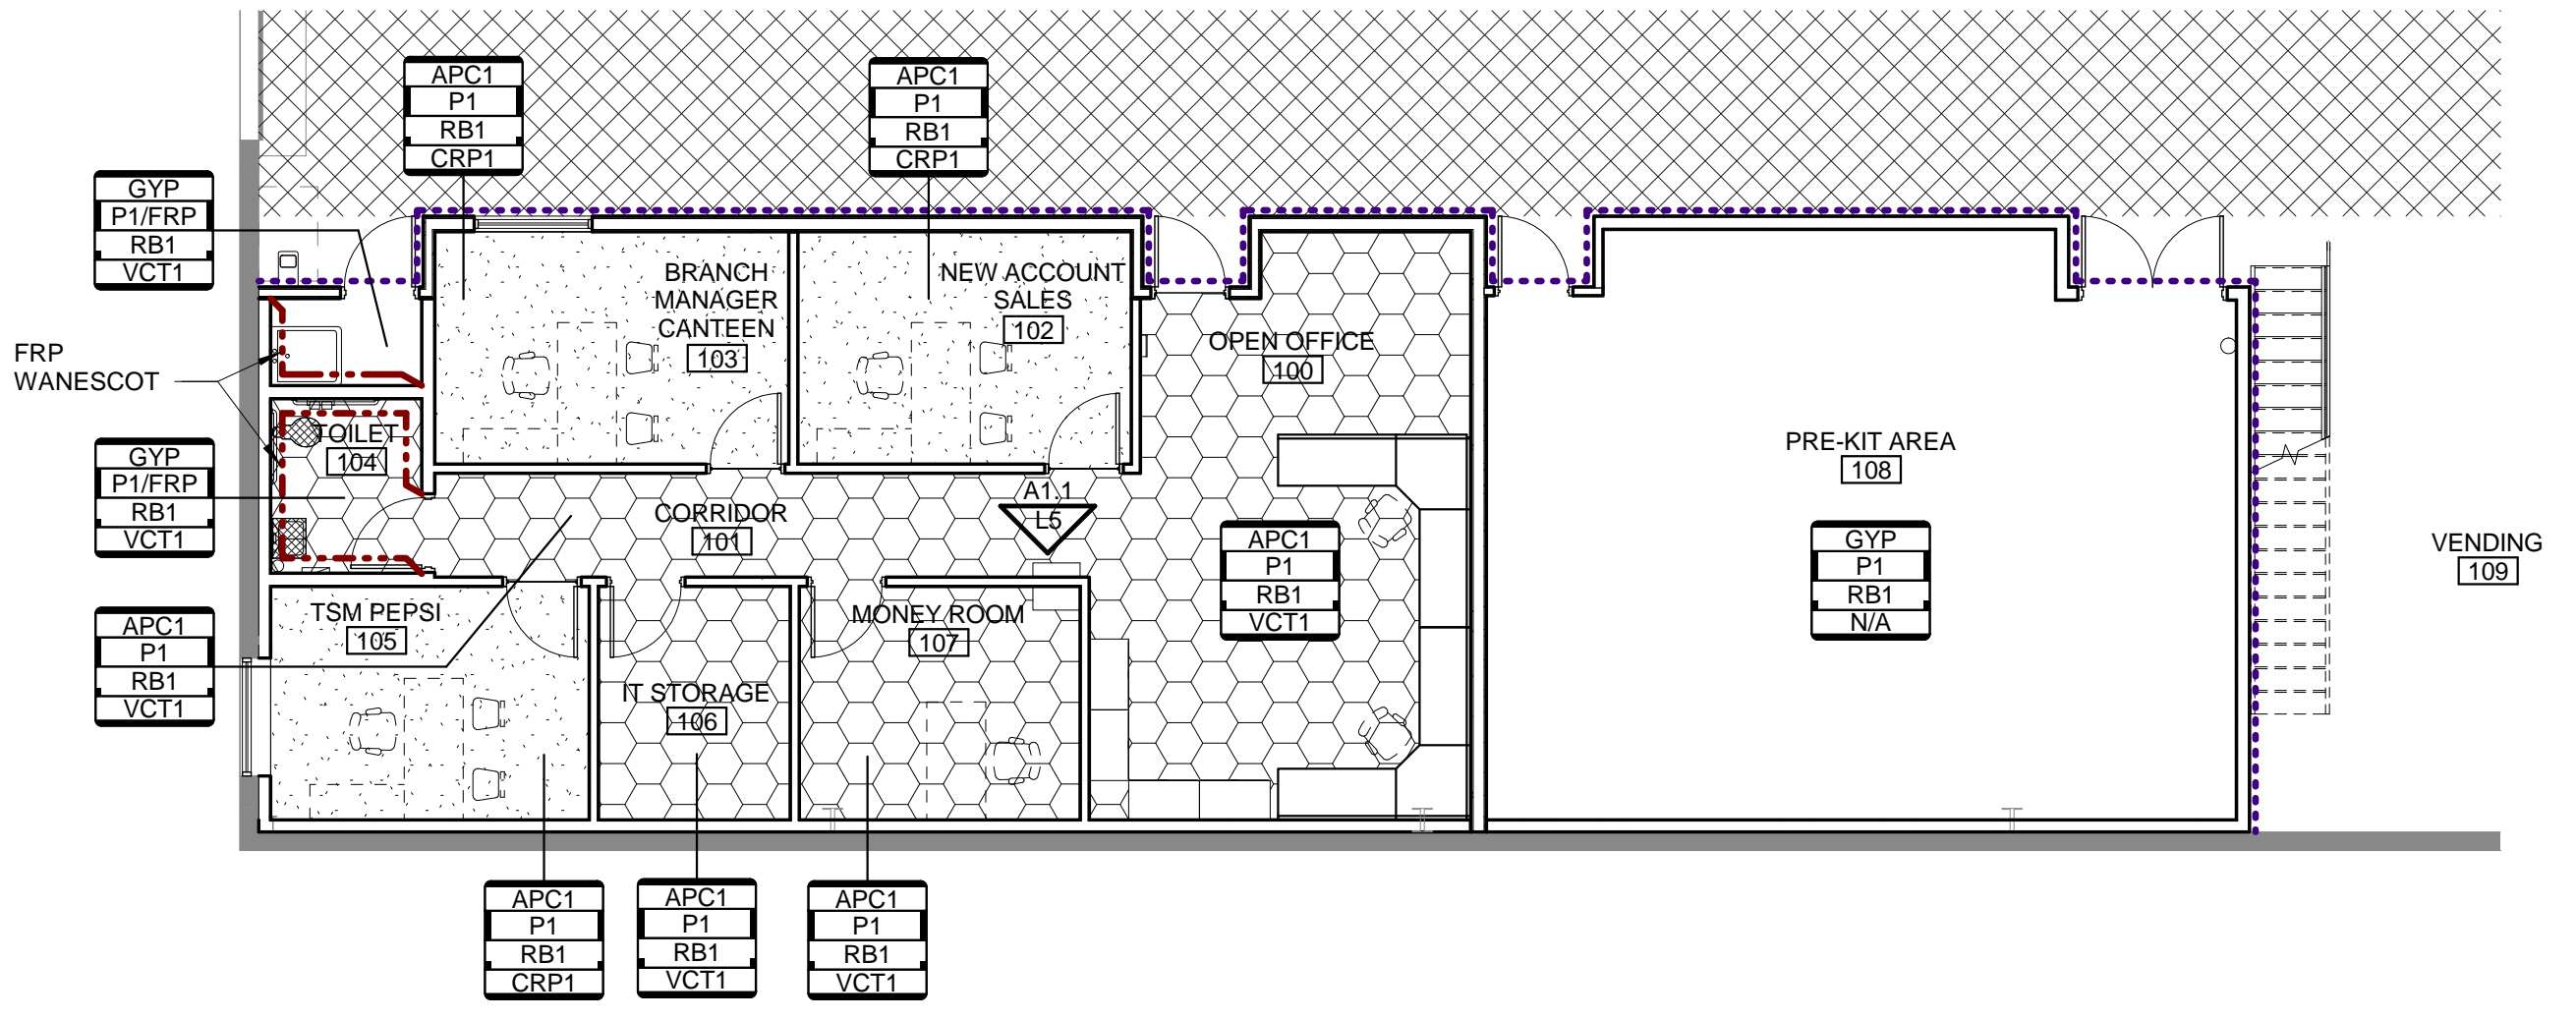 APC1
P1
RB1
CRP1
APC1
P1
RB1
CRP1
GYP
P1/FRP
RB1
VCT1
BRANCH
MANAGER
CANTEEN
103
NEW ACCOUNT
SALES
102
OPEN OFFICE
100
FRP
WANESCOT
TOILET
104
GYP
P1/FRP
RB1
VCT1
CORRIDOR
101
A1.1
L5
PRE-KIT AREA
108
APC1
P1
RB1
VCT1
GYP
P1
RB1
N/A
VENDING
109
TSM PEPSI
105
APC1
P1
RB1
VCT1
MONEY ROOM
107
IT STORAGE
106
APC1
P1
RB1
CRP1
APC1
P1
RB1
VCT1
APC1
P1
RB1
VCT1